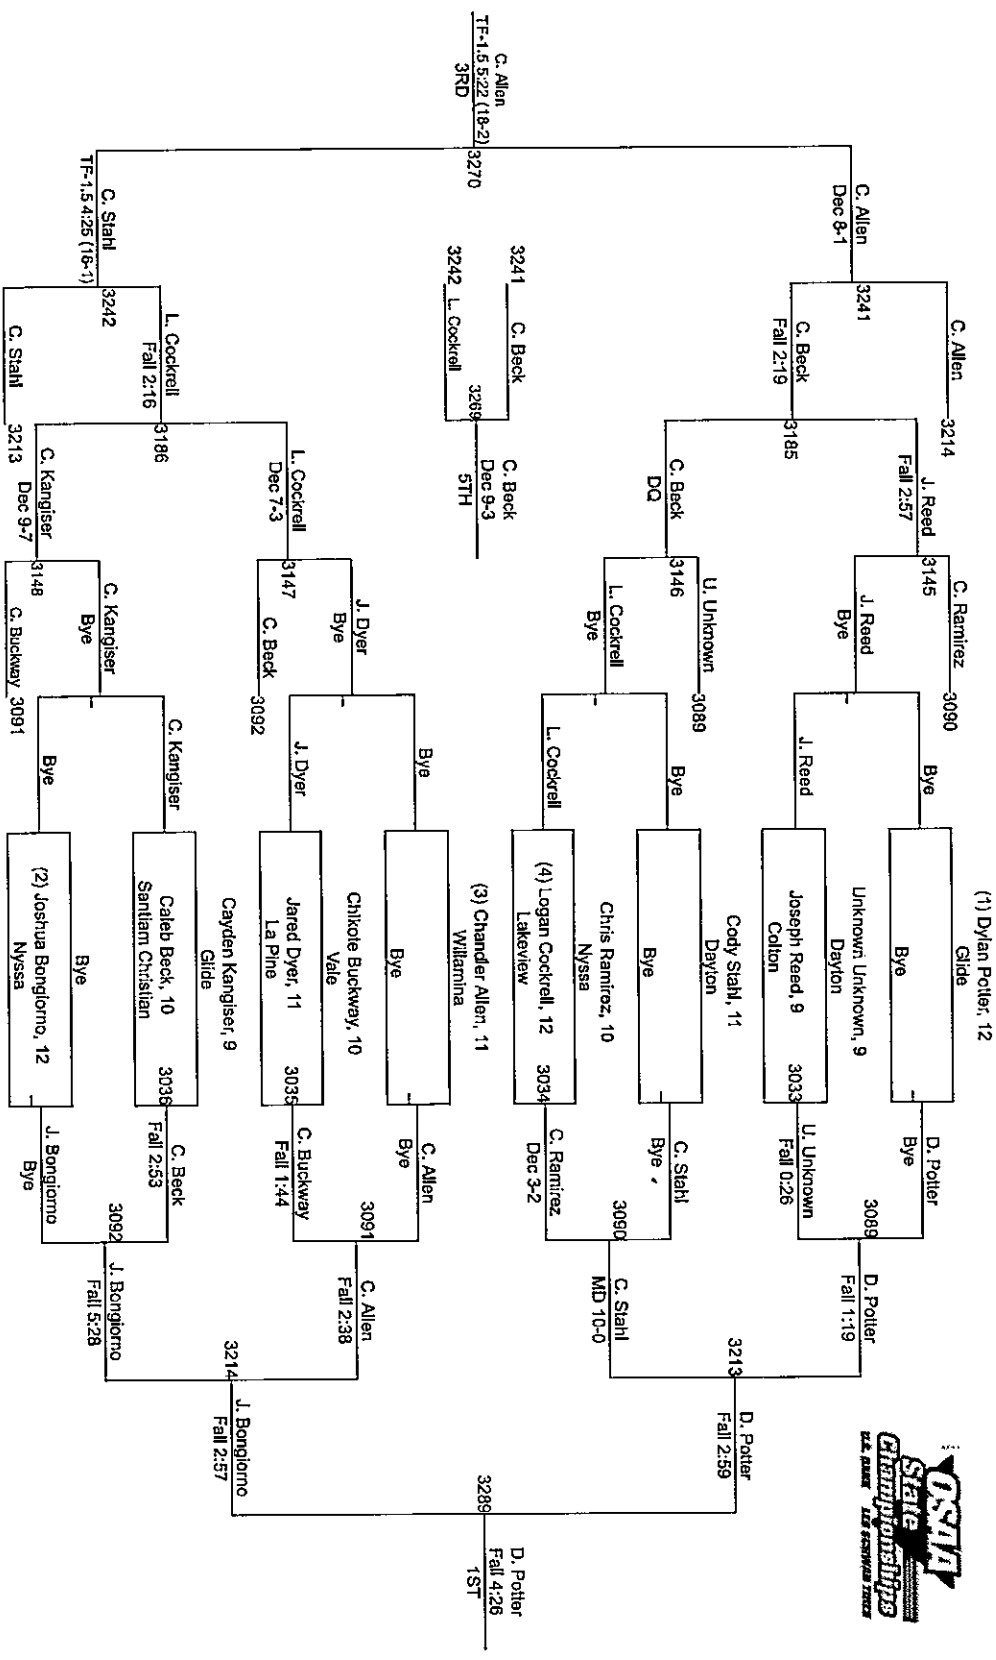 OSAA
State
Championships
U.S. BANK LES SCHWAB TIRES
(1) Dylan Potter, 12
Glide
Bye
Unknown Unknown, 9
Dayton
Joseph Reed, 9
Colton
3033
Cody Stahl, 11
Dayton
Bye
Chris Ramirez, 10
Nyssa
(4) Logan Cockrell, 12
Lakeview
3034
(3) Chandler Allen, 11
Willamina
Bye
Chikote Buckway, 10
Vale
Jared Dyer, 11
La Pine
3035
Cayden Kangiser, 9
Glide
Caleb Beck, 10
Santiam Christian
3036
Bye
(2) Joshua Bongiorno, 12
Nyssa
D. Potter
Bye
U. Unknown
Fall 0:26
C. Stahl
Bye
C. Ramirez
Dec 3-2
C. Allen
Bye
C. Buckway
Fall 1:44
C. Beck
Fall 2:53
J. Bongiorno
Bye
3089
D. Potter
Fall 1:19
3090
C. Stahl
MD 10-0
3091
C. Allen
Fall 2:38
3092
J. Bongiorno
Fall 5:28
3213
D. Potter
Fall 2:59
3214
J. Bongiorno
Fall 2:57
3289
D. Potter
Fall 4:26
1ST
Bye
J. Reed
Bye
L. Cockrell
Bye
J. Dyer
C. Kangiser
Bye
C. Ramirez 3090
J. Reed
Bye
U. Unknown 3089
L. Cockrell
Bye
J. Dyer
Bye
C. Beck 3092
C. Kangiser
Bye
C. Buckway 3091
3145
J. Reed
Fall 2:57
3146
C. Beck
DQ
3147
L. Cockrell
Dec 7-3
3148
C. Kangiser
Dec 9-7
C. Allen 3214
3185
C. Beck
Fall 2:19
3186
L. Cockrell
Fall 2:16
C. Stahl 3213
3241
C. Allen
Dec 8-1
3242
C. Stahl
TF-1.5 4:25 (16-1)
3270
C. Allen
TF-1.5 5:22 (18-2)
3RD
3241 C. Beck
3242 L. Cockrell
3269
C. Beck
Dec 9-3
5TH